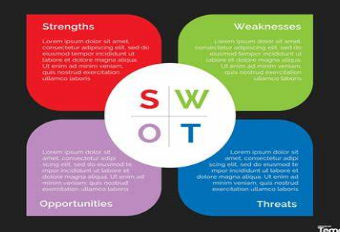 Strengths
Lorem ipsum dolor sit amet,
consectetur adipiscing elit, sed do
eiusmod tempor incididunt ut
labore et dolore magna aliqua.
Ut enim ad minim veniam,
quis nostrud exercitation
ullamco laboris
Weaknesses
Lorem ipsum dolor sit amet,
consectetur adipiscing elit, sed do
eiusmod tempor incididunt ut
labore et dolore magna aliqua.
Ut enim ad minim veniam,
quis nostrud exercitation
ullamco laboris
S W
O T
Lorem ipsum dolor sit
amet, consectetur adipi
scing elit, sed do eiusmod
tempor incididunt ut labore et
dolore magna aliqua. Ut enim ad
minim veniam, quis nostrud
exercitation ullamco laboris
Opportunities
Lorem ipsum dolor sit
amet, consectetur adipi
scing elit, sed do eiusmod
tempor incididunt ut labore et
dolore magna aliqua. Ut enim ad
minim veniam, quis nostrud
exercitation ullamco laboris
Threats